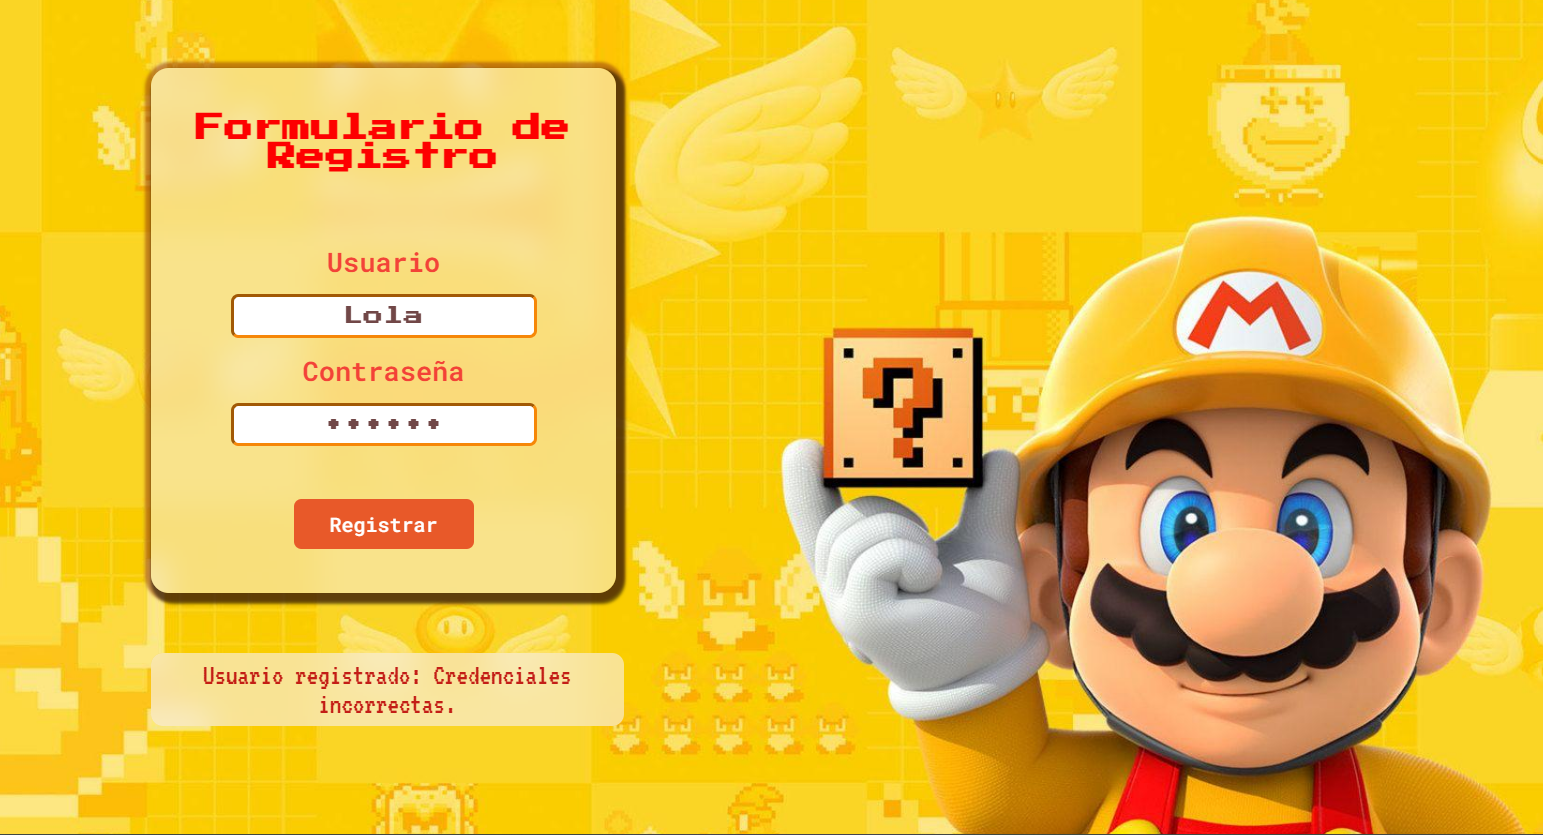 Formulario de
Registro
Usuario
Lola
Contraseña
••••••
Registrar
Usuario registrado: Credenciales
incorrectas.
M
?